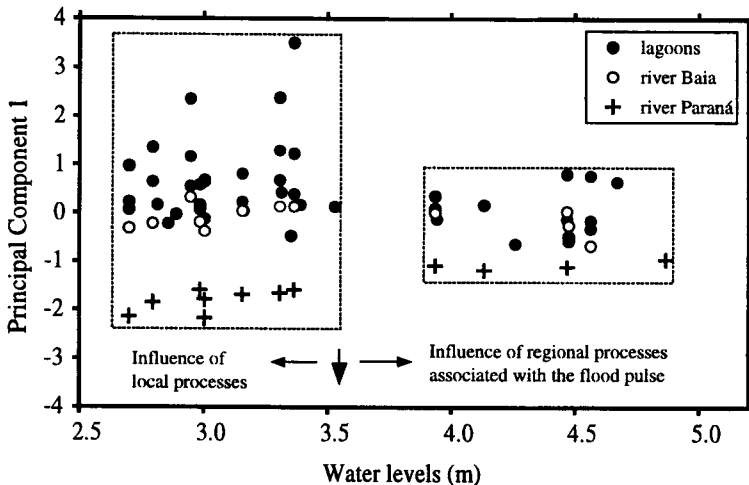 4
3
2
1
0
-1
-2
-3
-4
Principal Component 1
lagoons
river Baia
river Paraná
Influence of
local processes
Influence of regional processes
associated with the flood pulse
2.5
3.0
3.5
4.0
4.5
5.0
Water levels (m)